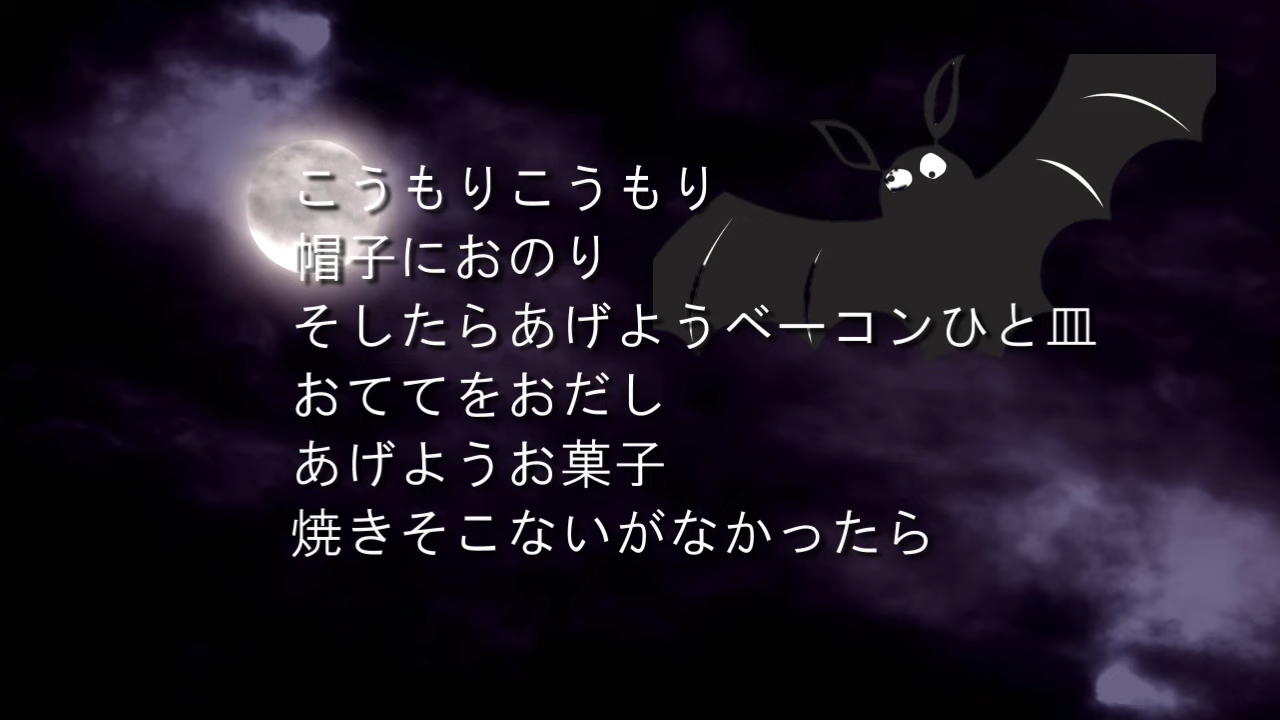 こうもりこうもり
帽子におのり
そしたらあげようベーコンひと皿
おててをおだし
あげようお菓子
焼きそこないがなかったら